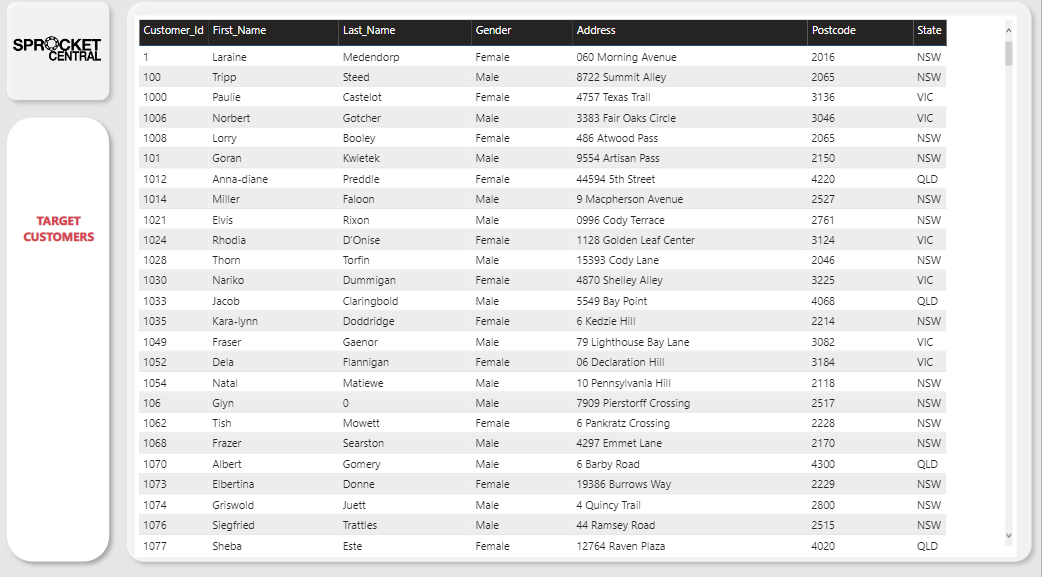 SPROCKET
CENTRAL
TARGET
CUSTOMERS
Customer_Id First_Name Last_Name Gender Address Postcode State
1 Laraine Medendorp Female 060 Morning Avenue 2016 NSW
100 Tripp Steed Male 8722 Summit Alley 2065 NSW
1000 Paulie Castelot Female 4757 Texas Trail 3136 VIC
1006 Norbert Gotcher Male 3383 Fair Oaks Circle 3046 VIC
1008 Lorry Booley Female 486 Atwood Pass 2065 NSW
101 Goran Kwietek Male 9554 Artisan Pass 2150 NSW
1012 Anna-diane Preddle Female 44594 5th Street 4220 QLD
1014 Miller Faloon Male 9 Macpherson Avenue 2527 NSW
1021 Elvis Rixon Male 0996 Cody Terrace 2761 NSW
1024 Rhodia D'Onise Female 1128 Golden Leaf Center 3124 VIC
1028 Thorn Torfin Male 15393 Cody Lane 2046 NSW
1030 Nariko Dummigan Female 4870 Shelley Alley 3225 VIC
1033 Jacob Claringbold Male 5549 Bay Point 4068 QLD
1035 Kara-lynn Doddridge Female 6 Kedzie Hill 2214 NSW
1049 Fraser Gaenor Male 79 Lighthouse Bay Lane 3082 VIC
1052 Dela Flannigan Female 06 Declaration Hill 3184 VIC
1054 Natal Matiewe Male 10 Pennsylvania Hill 2118 NSW
106 Glyn 0 Male 7909 Pierstorff Crossing 2517 NSW
1062 Tish Mowett Female 6 Pankratz Crossing 2228 NSW
1068 Frazer Searston Male 4297 Emmet Lane 2170 NSW
1070 Albert Gomery Male 6 Barby Road 4300 QLD
1073 Elbertina Donne Female 19386 Burrows Way 2229 NSW
1074 Griswold Juett Male 4 Quincy Trail 2800 NSW
1076 Siegfried Trattles Male 44 Ramsey Road 2515 NSW
1077 Sheba Este Female 12764 Raven Plaza 4020 QLD